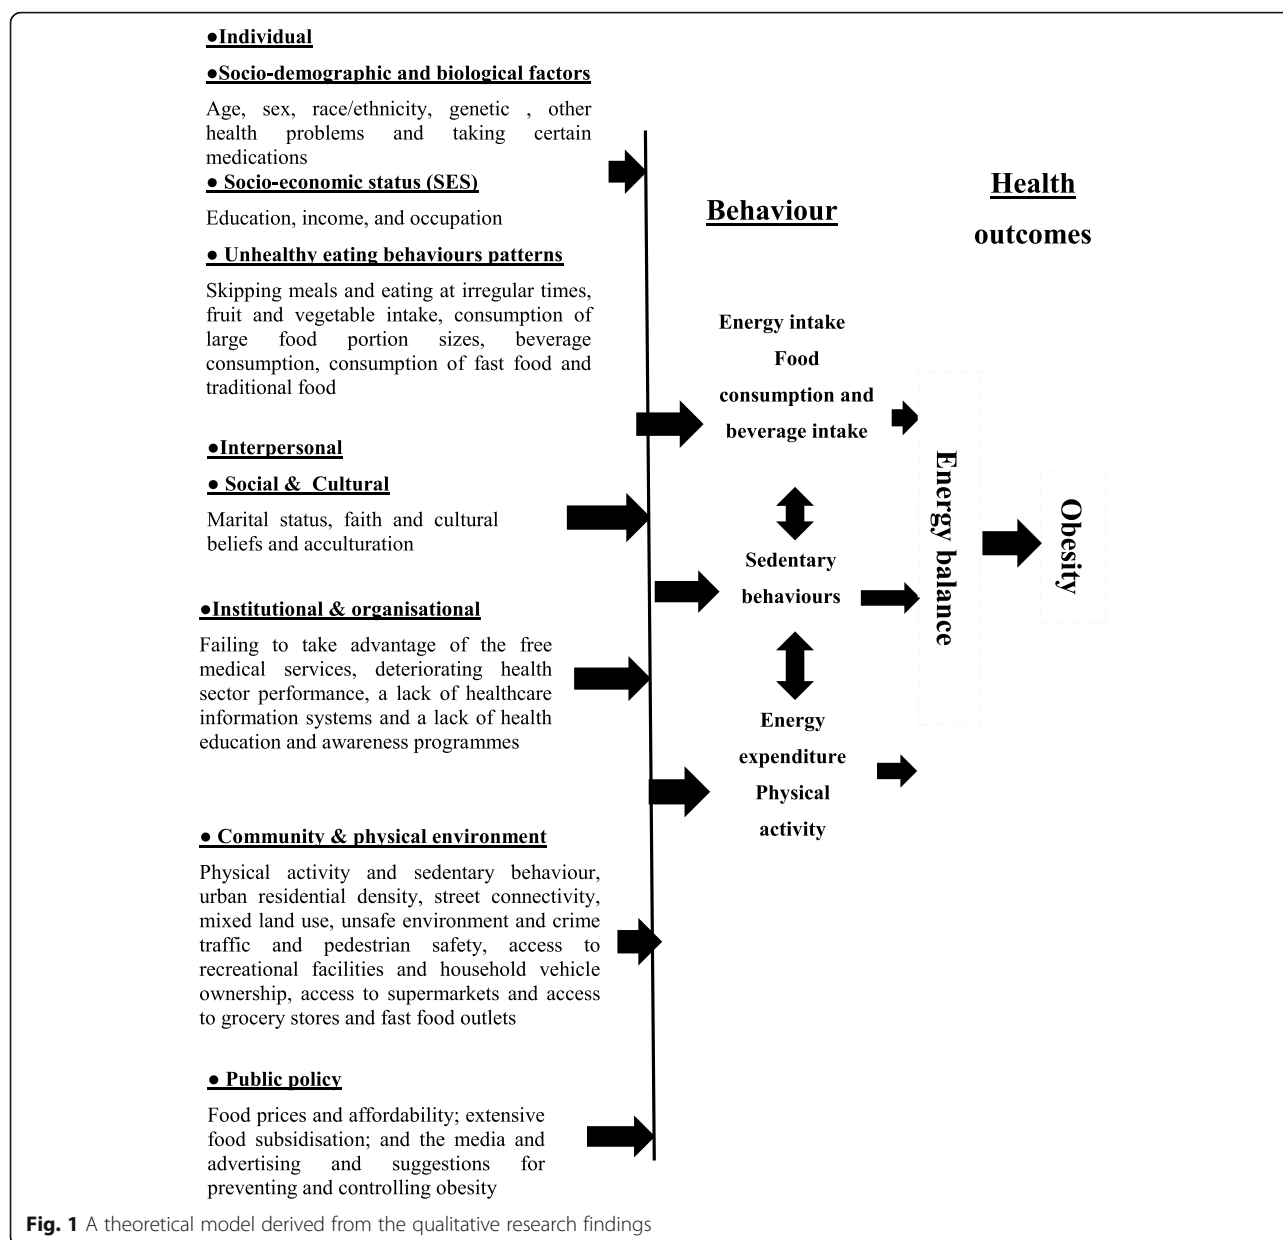 ●Individual
●Socio-demographic and biological factors
Age, sex, race/ethnicity, genetic , other
health problems and taking certain
medications
● Socio-economic status (SES)
Education, income, and occupation
● Unhealthy eating behaviours patterns
Skipping meals and eating at irregular times,
fruit and vegetable intake, consumption of
large food portion sizes, beverage
consumption, consumption of fast food and
traditional food
●Interpersonal
● Social & Cultural
Marital status, faith and cultural
beliefs and acculturation
●Institutional & organisational
Failing to take advantage of the free
medical services, deteriorating health
sector performance, a lack of healthcare
information systems and a lack of health
education and awareness programmes
● Community & physical environment
Physical activity and sedentary behaviour,
urban residential density, street connectivity,
mixed land use, unsafe environment and crime
traffic and pedestrian safety, access to
recreational facilities and household vehicle
ownership, access to supermarkets and access
to grocery stores and fast food outlets
● Public policy
Food prices and affordability; extensive
food subsidisation; and the media and
advertising and suggestions for
preventing and controlling obesity
Behaviour
Energy intake
Food
consumption and
beverage intake
Sedentary
behaviours
Energy
expenditure
Physical
activity
Health
outcomes
Energy balance
Obesity
Fig. 1 A theoretical model derived from the qualitative research findings